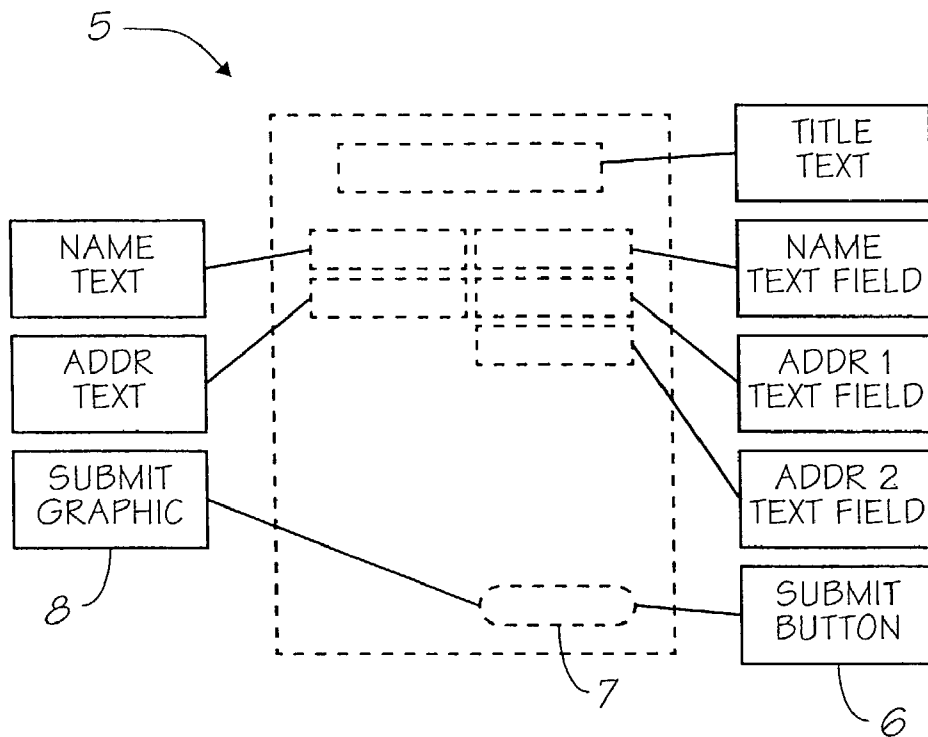 5
TITLE
TEXT
NAME
TEXT
NAME
TEXT FIELD
ADDR
TEXT
ADDR 1
TEXT FIELD
SUBMIT
GRAPHIC
ADDR 2
TEXT FIELD
8
SUBMIT
BUTTON
7
6